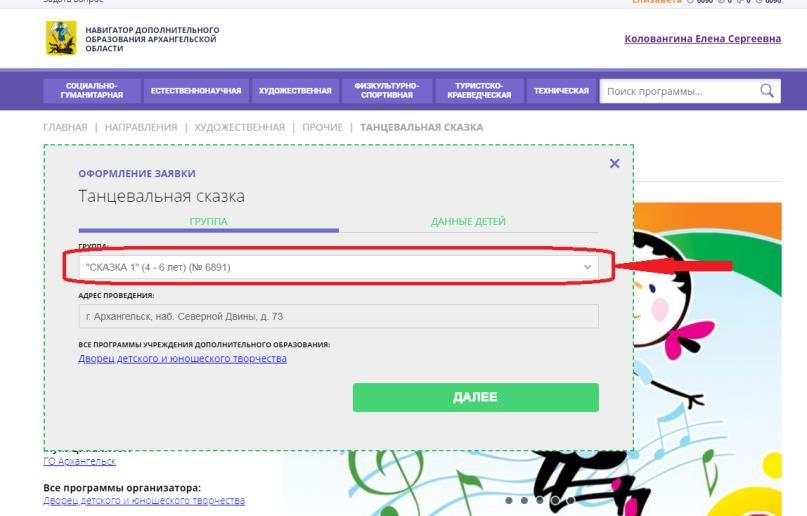 Задать вопрос
НАВИГАТОР ДОПОЛНИТЕЛЬНОГО
ОБРАЗОВАНИЯ АРХАНГЕЛЬСКОЙ
ОБЛАСТИ
Коловангина Елена Сергеевна
СОЦИАЛЬНО-
ГУМАНИТАРНАЯ
ЕСТЕСТВЕННОНАУЧНАЯ
ХУДОЖЕСТВЕННАЯ
ФИЗКУЛЬТУРНО-
СПОРТИВНАЯ
ТУРИСТСКО-
КРАЕВЕДЧЕСКАЯ
ТЕХНИЧЕСКАЯ
Поиск программы...
ГЛАВНАЯ | НАПРАВЛЕНИЯ | ХУДОЖЕСТВЕННАЯ | ПРОЧИЕ | ТАНЦЕВАЛЬНАЯ СКАЗКА
ОФОРМЛЕНИЕ ЗАЯВКИ
Танцевальная сказка
ГРУППА
ДАННЫЕ ДЕТЕЙ
ГРУППА:
"СКАЗКА 1" (4 - 6 лет) (№ 6891)
АДРЕС ПРОВЕДЕНИЯ:
г. Архангельск, наб. Северной Двины, д. 73
ВСЕ ПРОГРАММЫ УЧРЕЖДЕНИЯ ДОПОЛНИТЕЛЬНОГО ОБРАЗОВАНИЯ:
Дворец детского и юношеского творчества
ДАЛЕЕ
ГО Архангельск
Все программы организатора:
Дворец детского и юношеского творчества